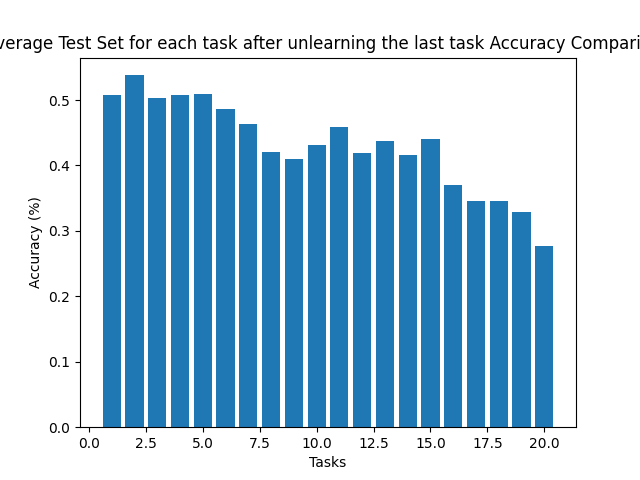 verage Test Set for each task after unlearning the last task Accuracy Compari
0.5
0.4
0.3
0.2
0.1
0.0
Accuracy (%)
0.0 2.5 5.0 7.5 10.0 12.5 15.0 17.5 20.0
Tasks